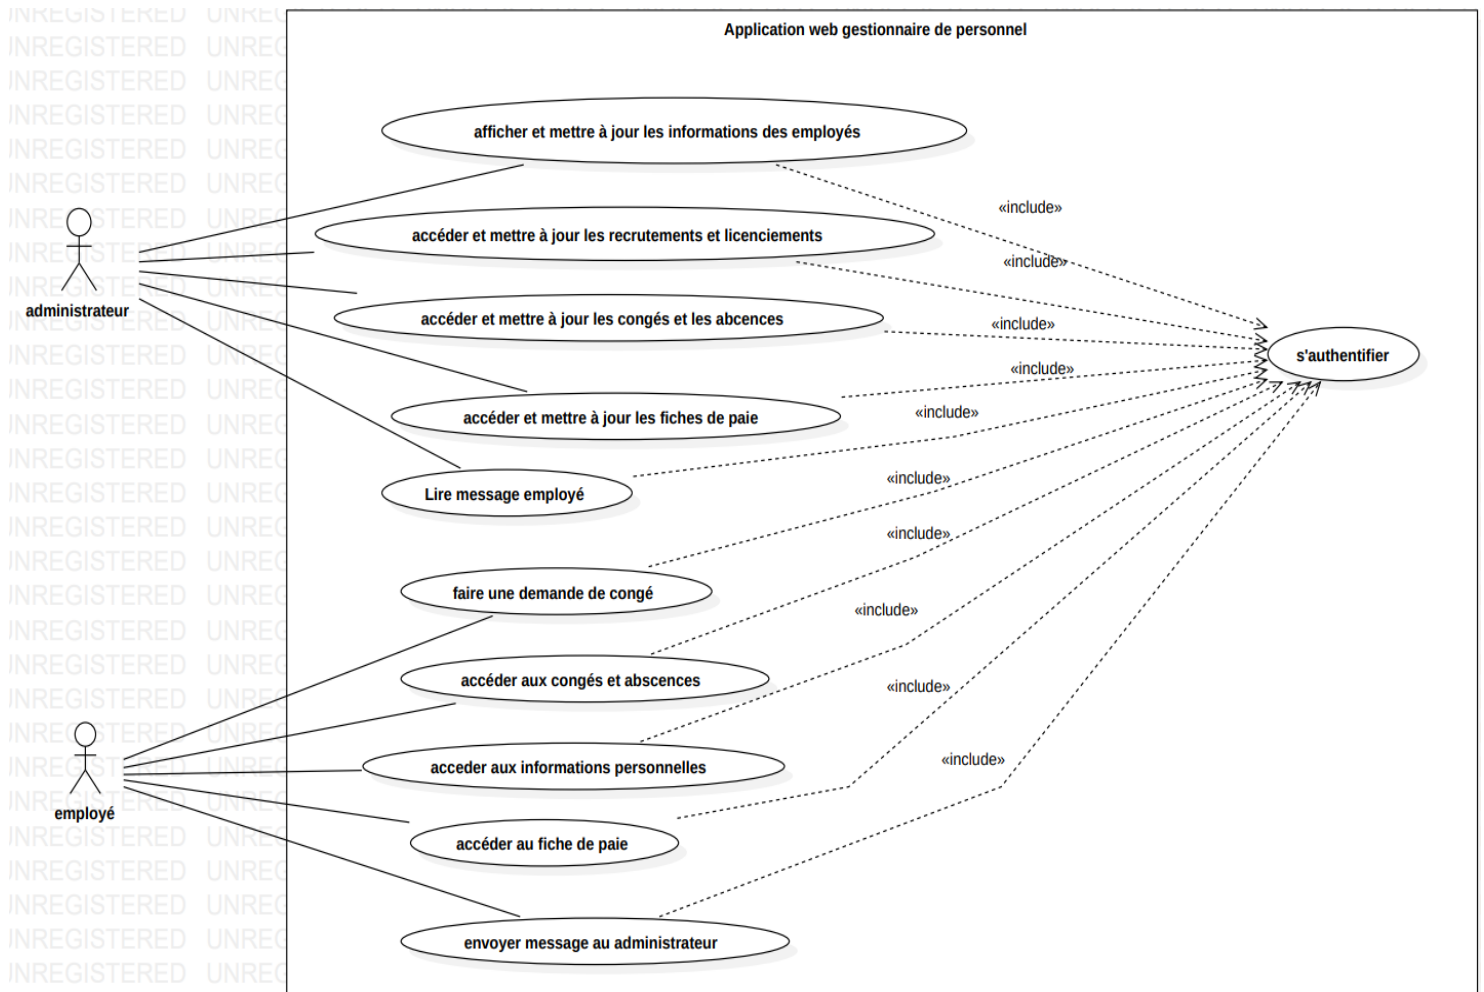 Application web gestionnaire de personnel
afficher et mettre à jour les informations des employés
«include»
accéder et mettre à jour les recrutements et licenciements
«include»
administrateur
accéder et mettre à jour les congés et les abcences
«include»
s'authentifier
«include»
accéder et mettre à jour les fiches de paie
«include»
Lire message employé
«include»
«include»
faire une demande de congé
«include»
accéder aux congés et abscences
«include»
acceder aux informations personnelles
«include»
employé
accéder au fiche de paie
envoyer message au administrateur
UNREGISTERED